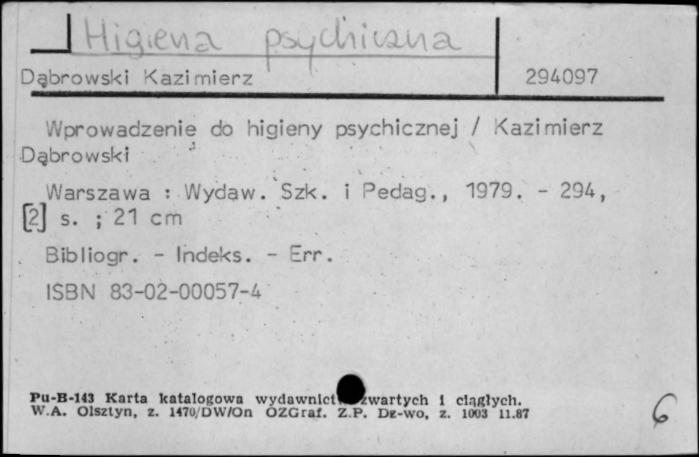 Higiena psychiczna
Dąbrowski Kazimierz 294097
Wprowadzenie do higieny psychicznej / Kazimierz
Dąbrowski
Warszawa : Wydaw. Szk. i Pedag., 1979. - 294,
[2] s. ; 21 cm
Bibliogr. - Indeks. - Err.
ISBN 83-02-00057-4
Pu-B-143 Karta katalogowa zwartych i ciągłych.
W.A. Olsztyn, z. 1470/DW/On OZGraf. Z.P. Dz-wo, z. 1003 11.87
6